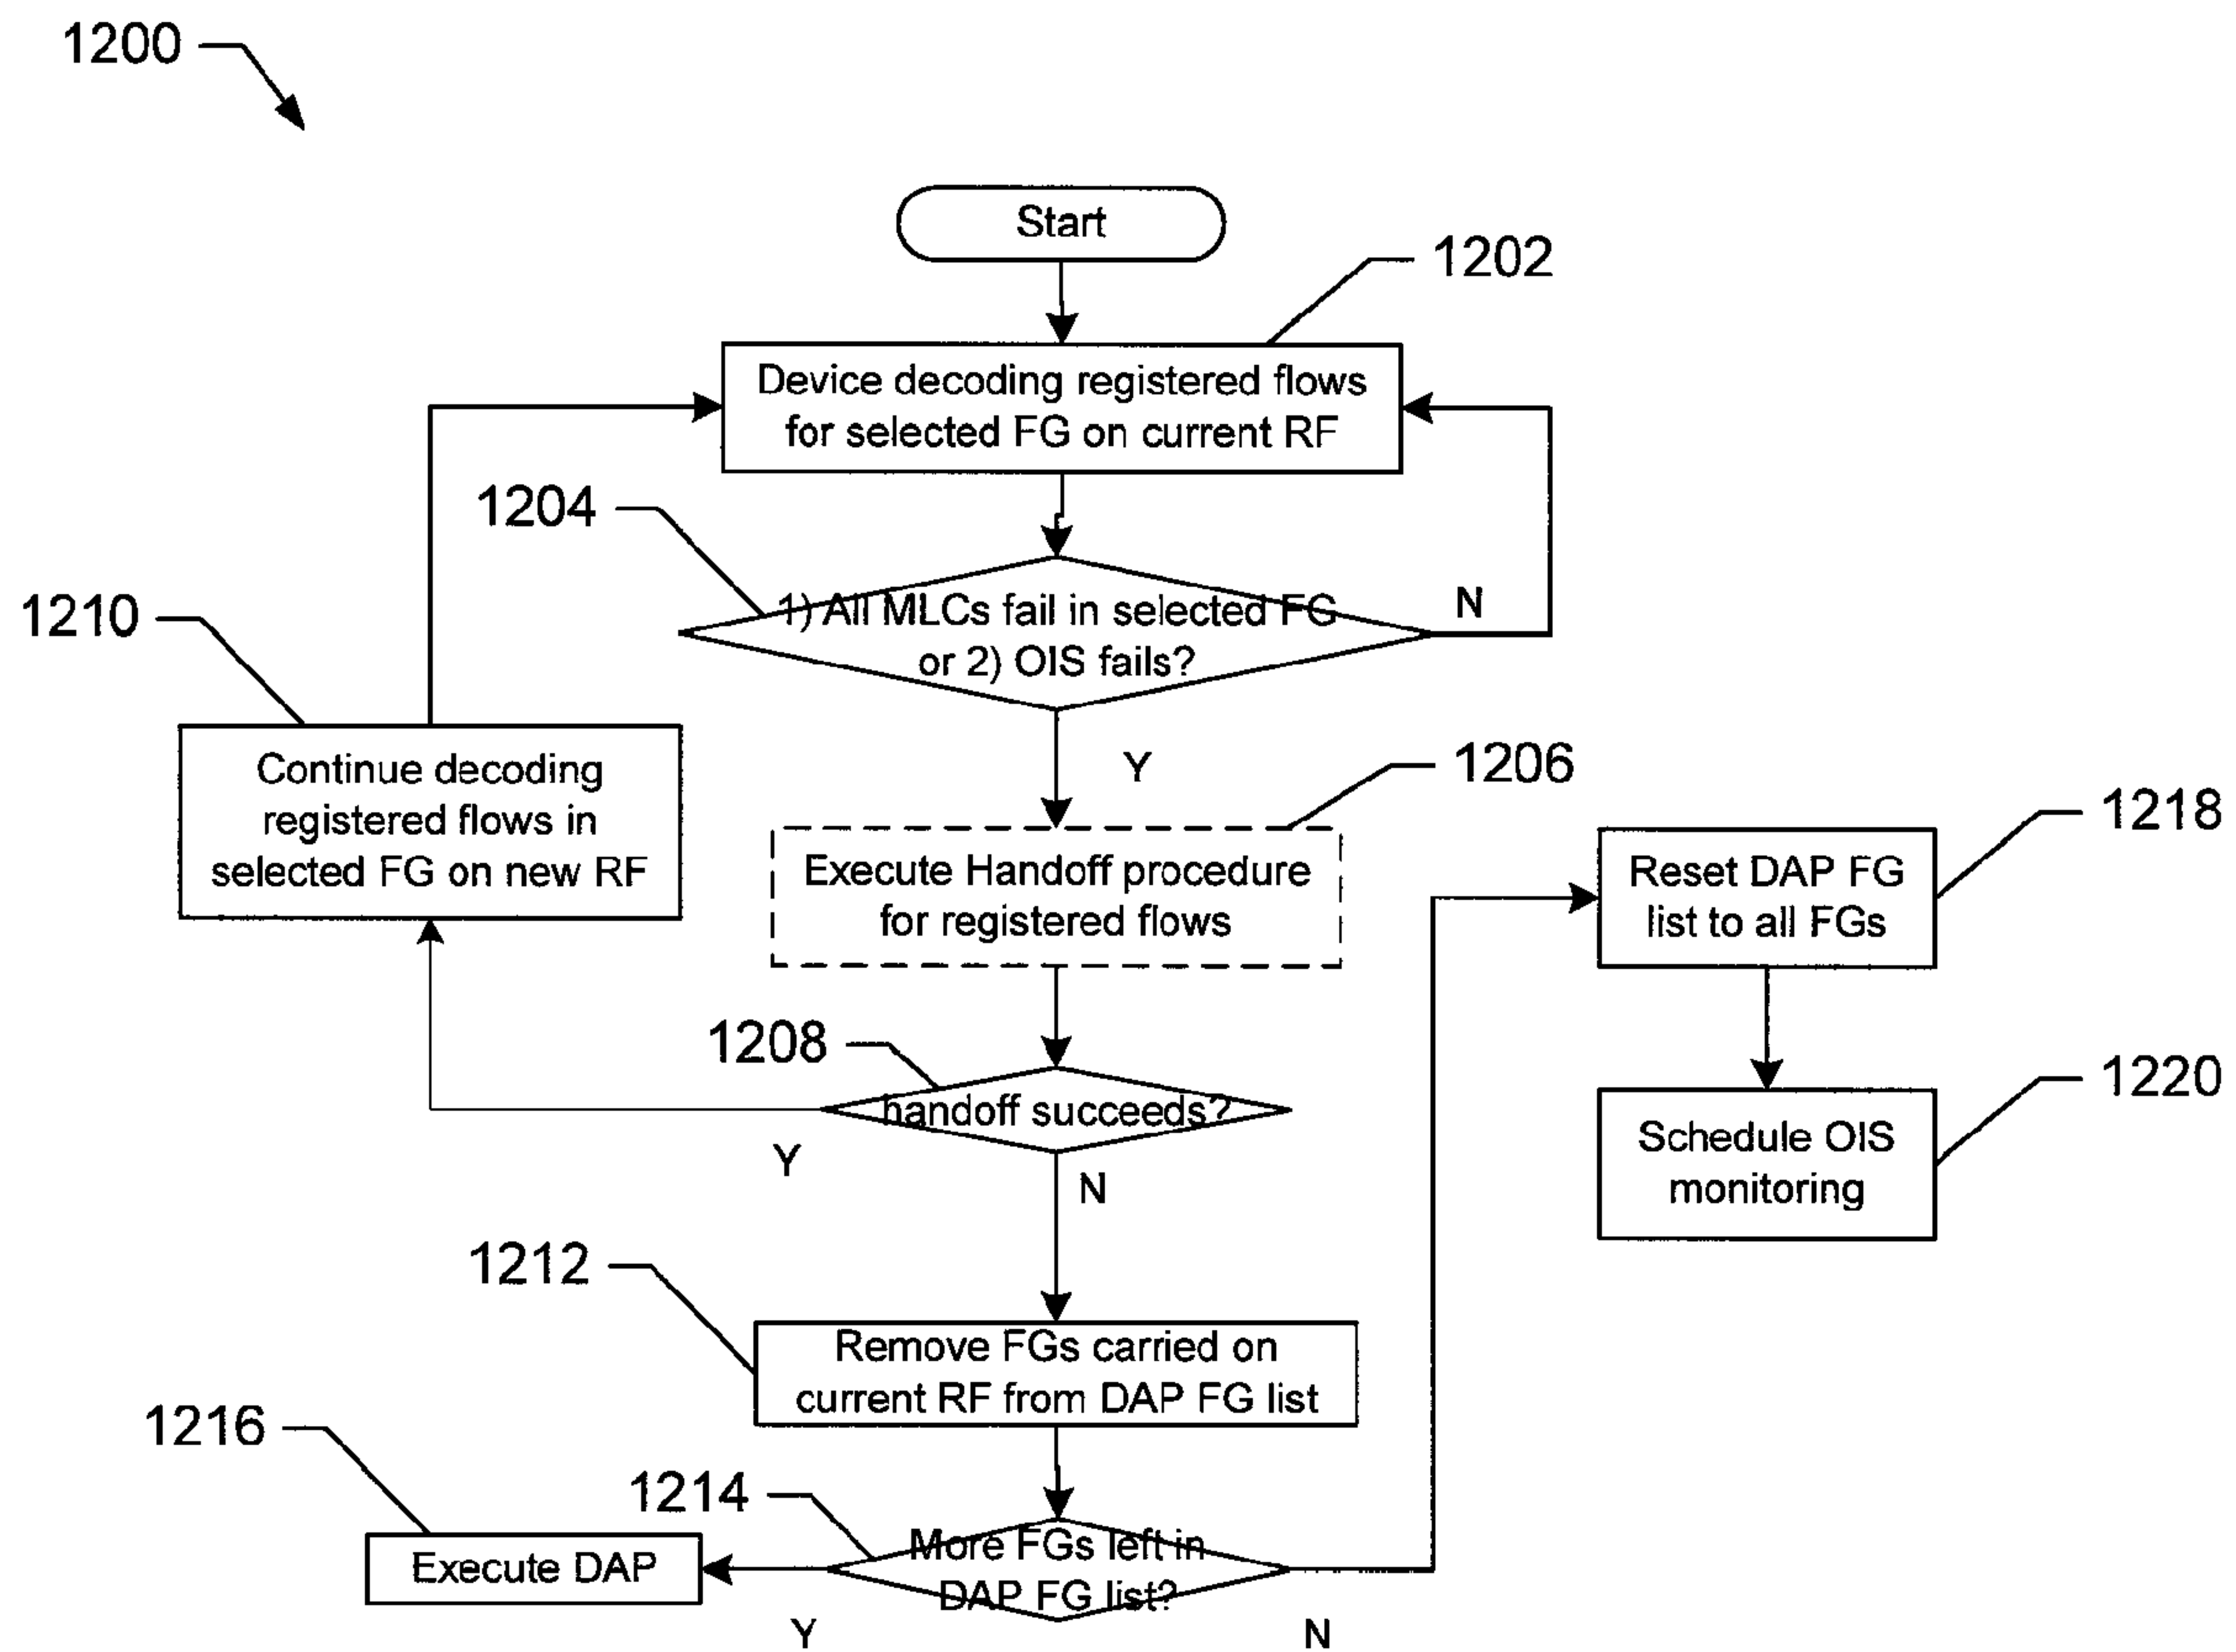 1200
Start
1202
Device decoding registered flows
for selected FG on current RF
1204
1) All MLCs fail in selected FG
or 2) OIS fails?
N
1210
Y
1206
Continue decoding
registered flows in
selected FG on new RF
Execute Handoff procedure
for registered flows
1218
Reset DAP FG
list to all FGs
1208
handoff succeeds?
Y
N
1220
Schedule OIS
monitoring
1212
Remove FGs carried on
current RF from DAP FG list
1216
1214
Execute DAP
More FGs left in
DAP FG list?
Y
N